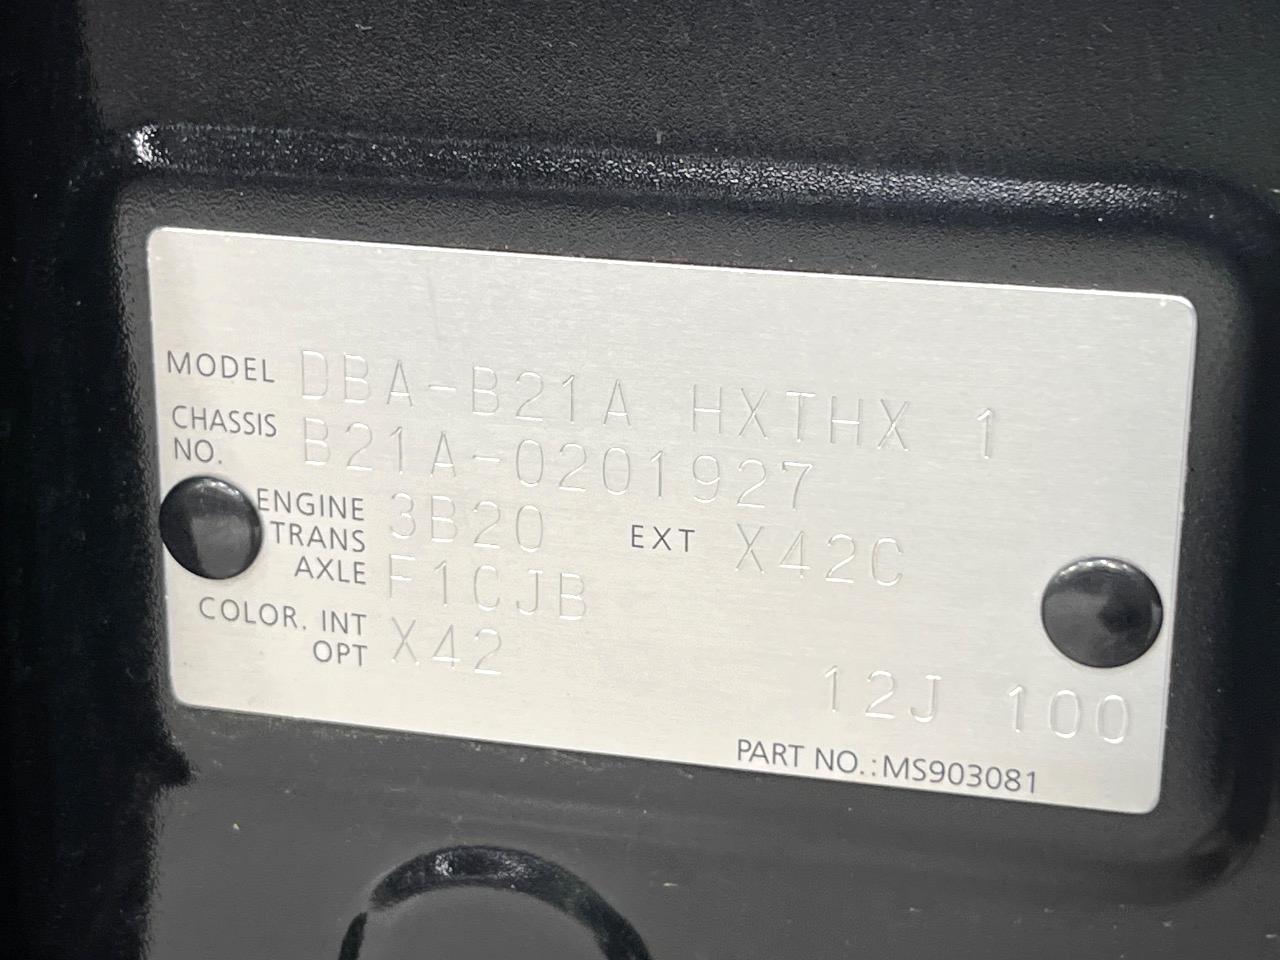 MODEL DBA-B21A HXTHX 1
CHASSIS NO. B21A-0201927
ENGINE 3B20 EXT X42C
TRANS AXLE F1CJB
COLOR. INT OPT X42
12J 100
PART NO.:MS903081